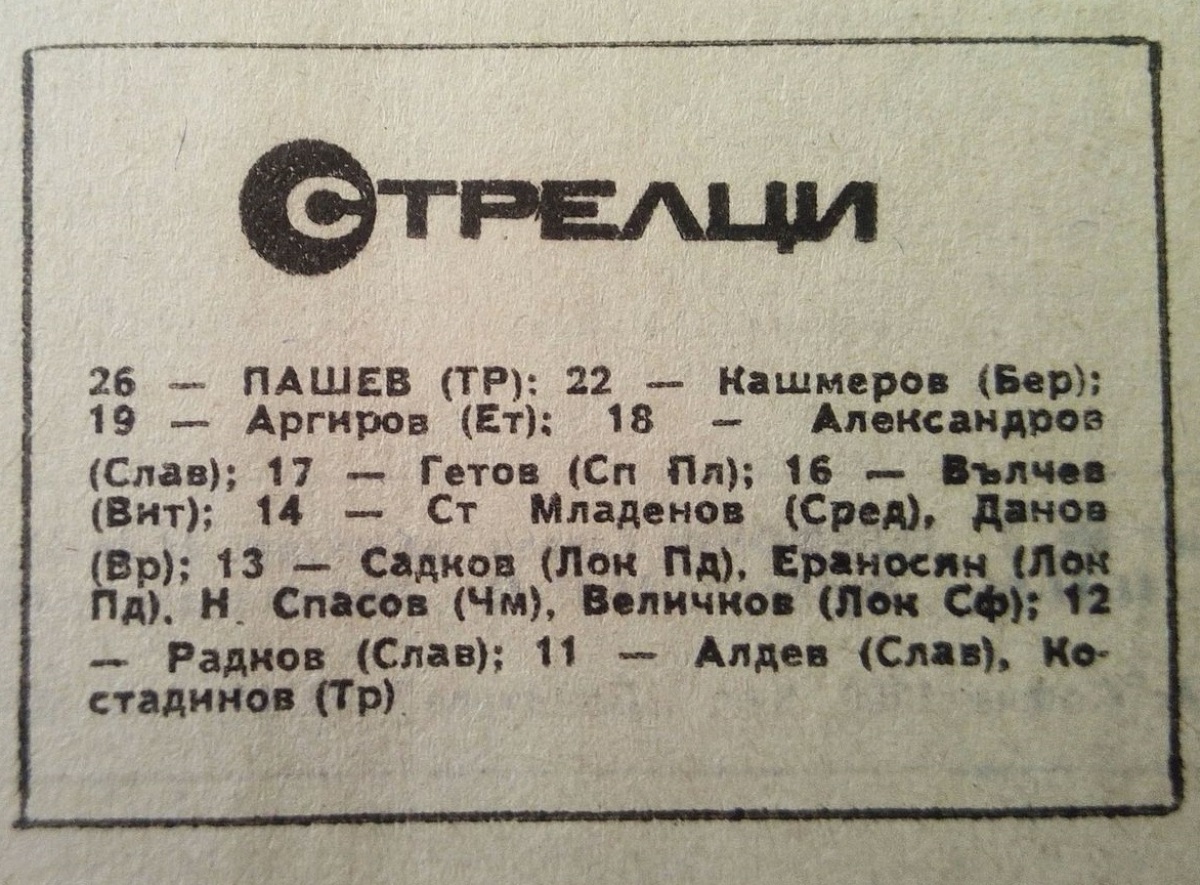 СТРЕЛЦИ
26 — ПАШЕВ (ТР): 22 — Кашмеров (Бер);
19 — Аргиров (Ет); 18 — Александров
(Слав); 17 — Гетов (Сп Пл); 16 — Вълчев
(Вит); 14 — Ст Младенов (Сред), Данов
(Вр); 13 — Садков (Лок Пд), Ераносян (Лок
Пд), Н. Спасов (Чм), Величков (Лок Сф); 12
— Радков (Слав); 11 — Алдев (Слав), Ко-
стадинов (Тр)